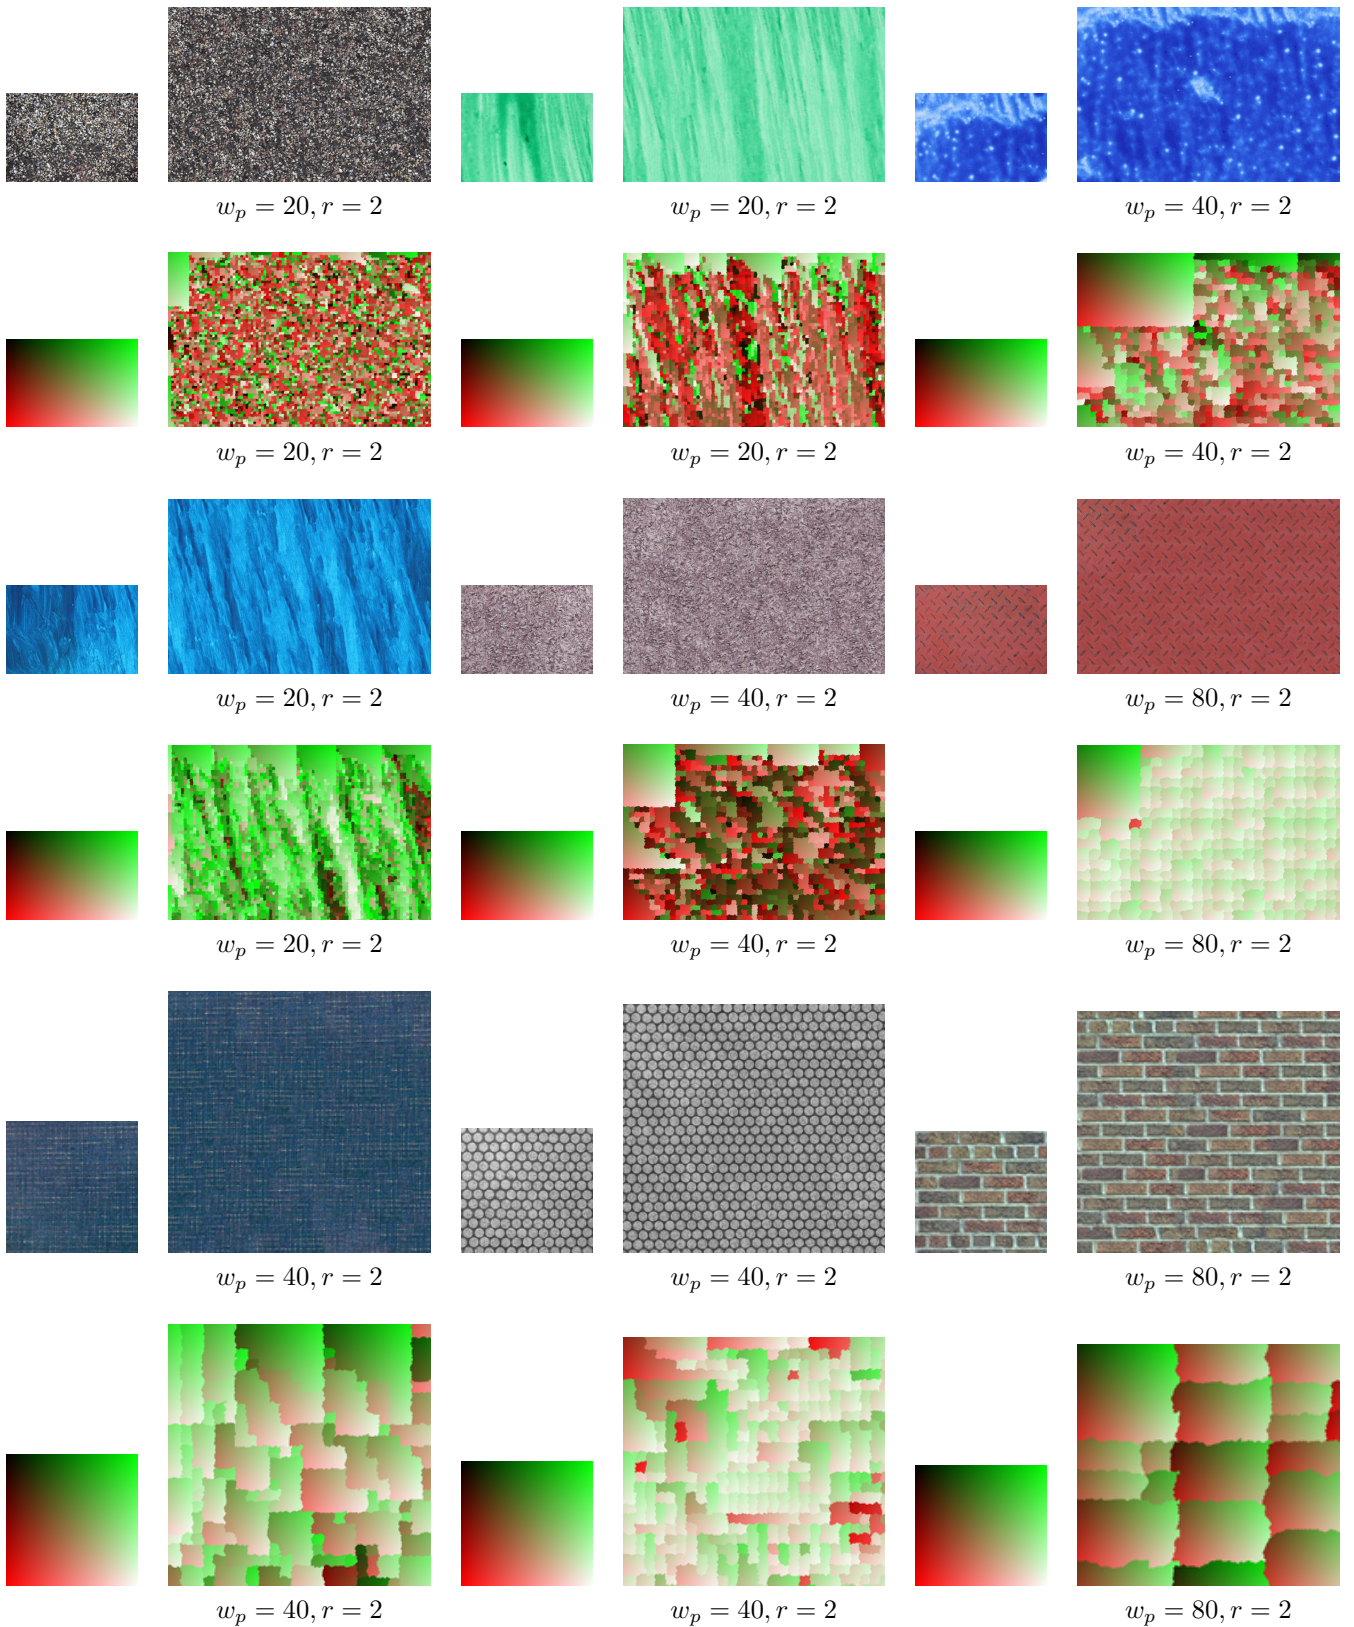 w_p = 20, r = 2 w_p = 20, r = 2 w_p = 40, r = 2
w_p = 20, r = 2 w_p = 20, r = 2 w_p = 40, r = 2
w_p = 20, r = 2 w_p = 40, r = 2 w_p = 80, r = 2
w_p = 20, r = 2 w_p = 40, r = 2 w_p = 80, r = 2
w_p = 40, r = 2 w_p = 40, r = 2 w_p = 80, r = 2
w_p = 40, r = 2 w_p = 40, r = 2 w_p = 80, r = 2